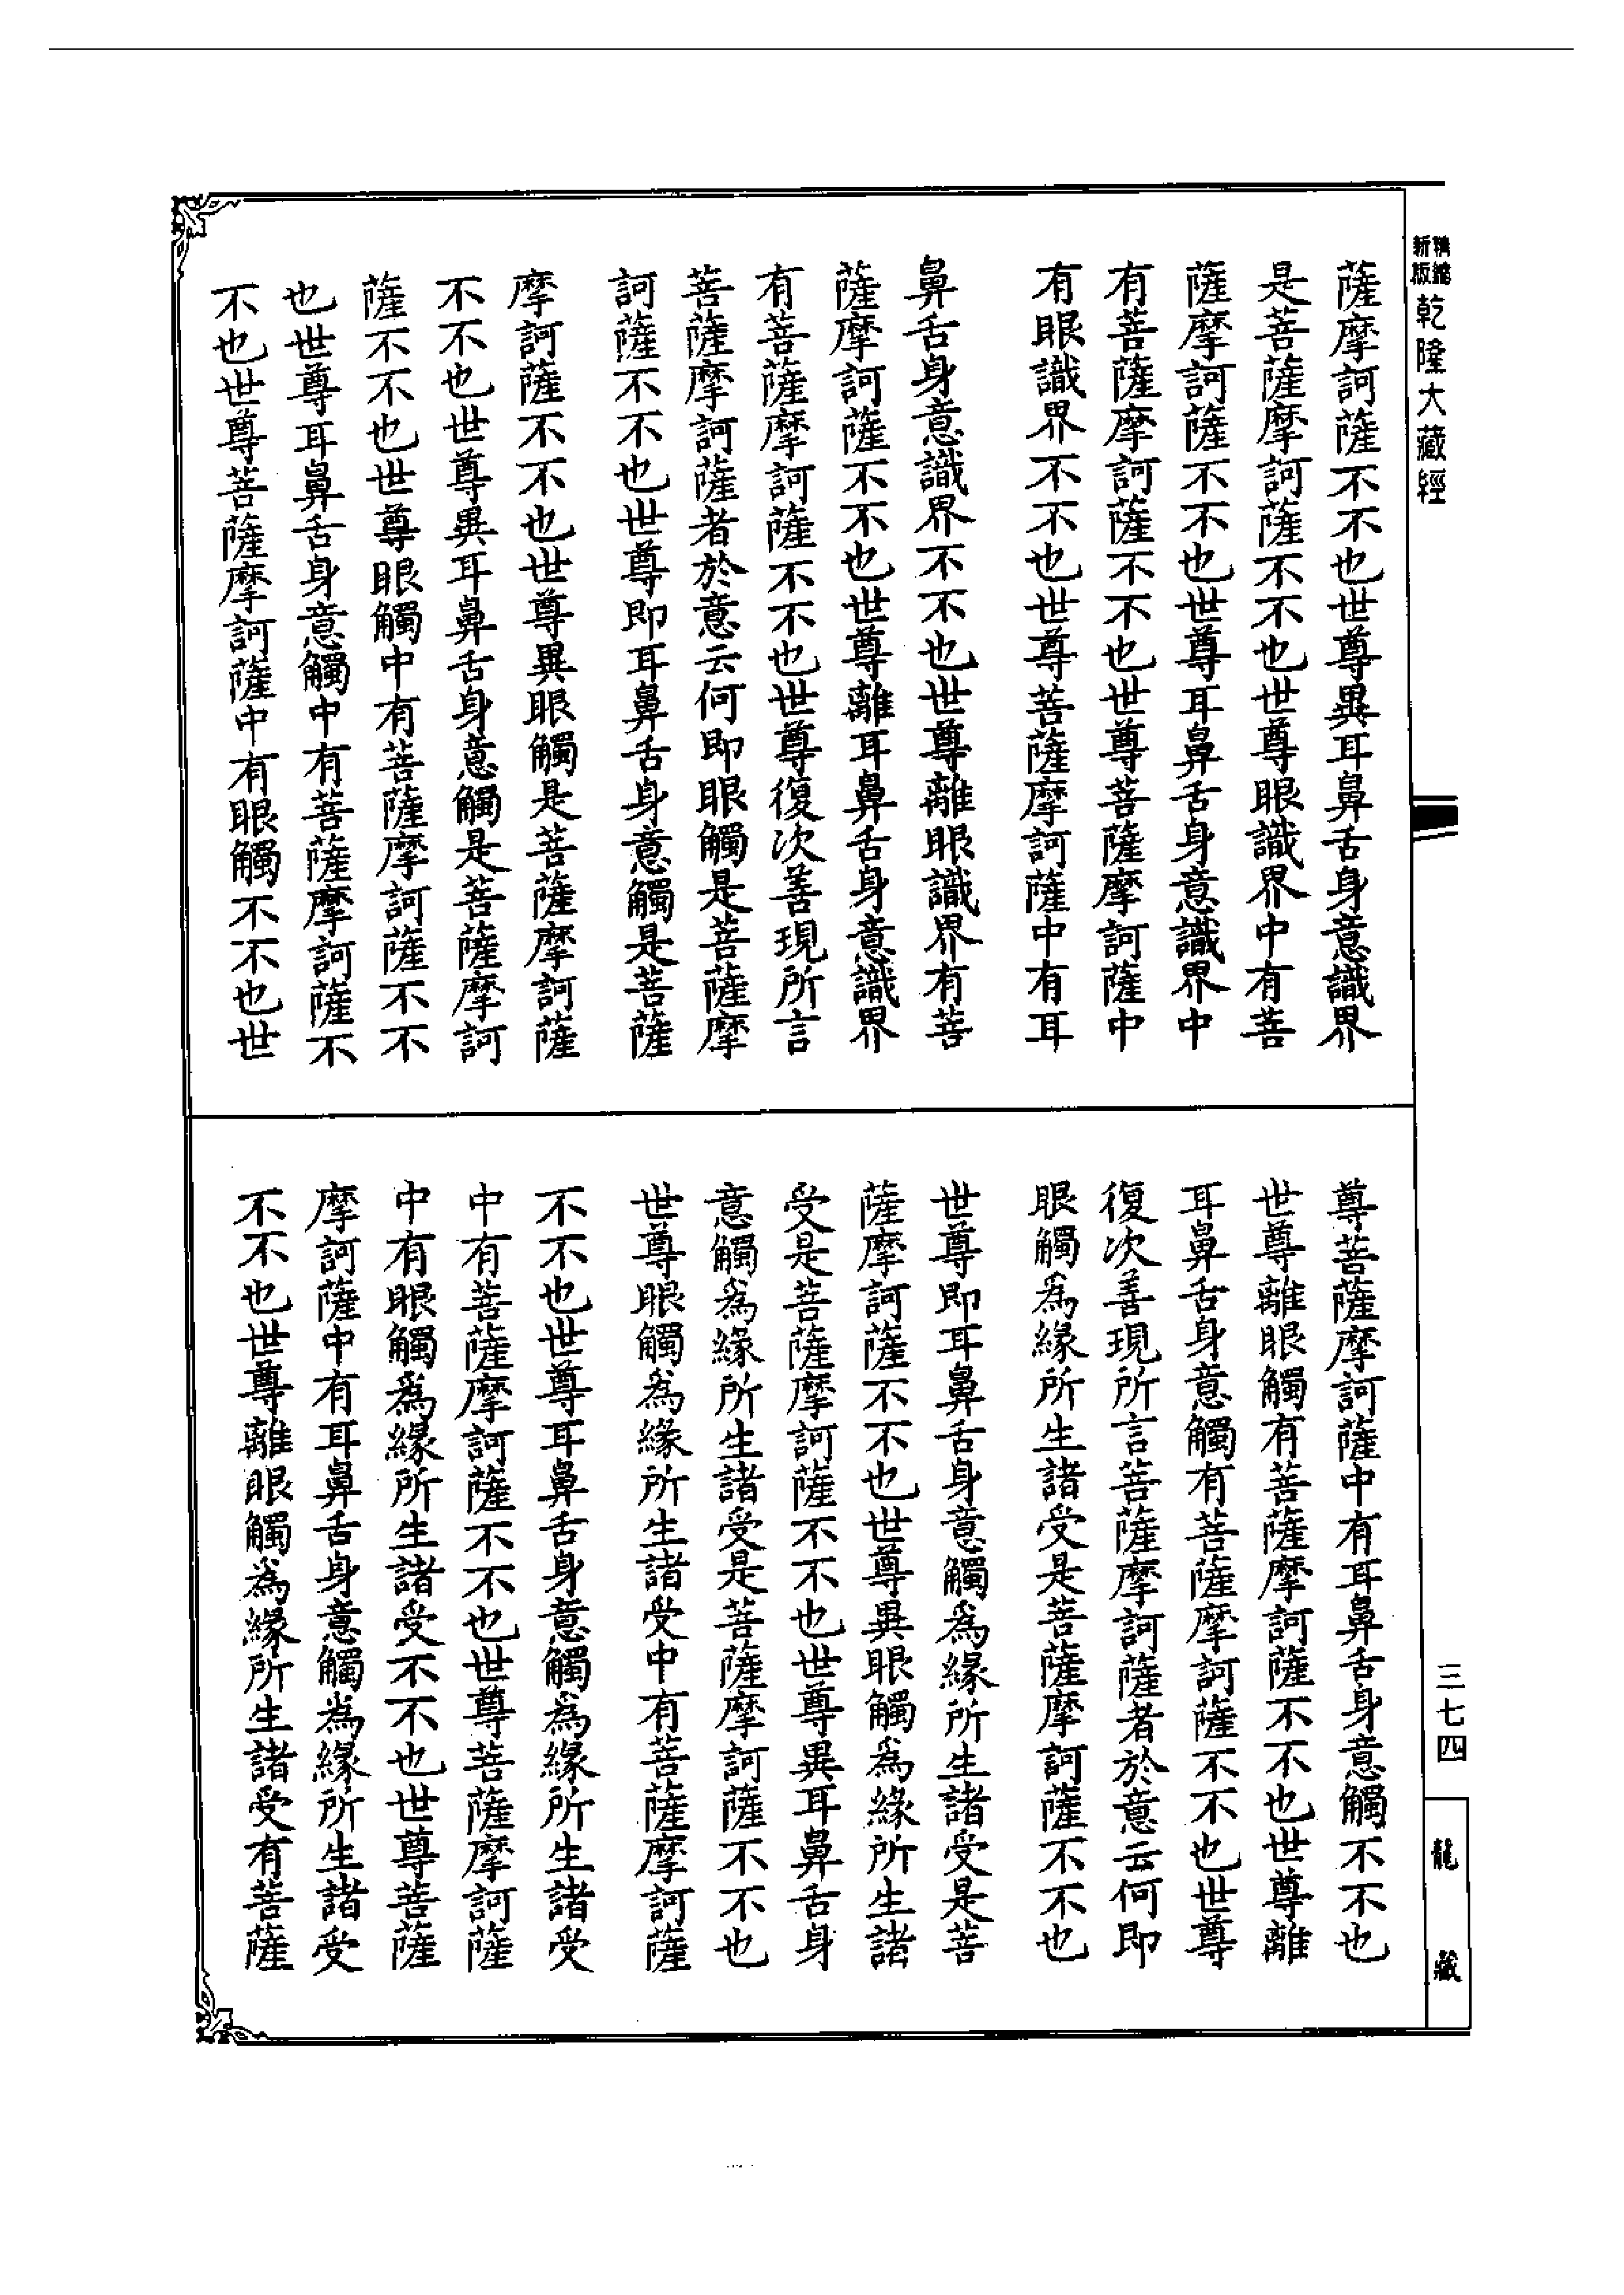 精縮
新版
乾隆大藏經
薩摩訶薩不不也世尊異耳鼻舌身意識界
是菩薩摩訶薩不不也世尊眼識界中有菩
薩摩訶薩不不也世尊耳鼻舌身意識界中
有菩薩摩訶薩不不也世尊菩薩摩訶薩中
有眼識界不不也世尊菩薩摩訶薩中有耳
鼻舌身意識界不不也世尊離眼識界有菩
薩摩訶薩不不也世尊離耳鼻舌身意識界
有菩薩摩訶薩不不也世尊復次善現所言
菩薩摩訶薩者於意云何即眼觸是菩薩摩
訶薩不不也世尊即耳鼻舌身意觸是菩薩
摩訶薩不不也世尊異眼觸是菩薩摩訶薩
不不也世尊異耳鼻舌身意觸是菩薩摩訶
薩不不也世尊眼觸中有菩薩摩訶薩不不
也世尊耳鼻舌身意觸中有菩薩摩訶薩不
不也世尊菩薩摩訶薩中有眼觸不不也世
尊菩薩摩訶薩中有耳鼻舌身意觸不不也
世尊離眼觸有菩薩摩訶薩不不也世尊離
耳鼻舌身意觸有菩薩摩訶薩不不也世尊
復次善現所言菩薩摩訶薩者於意云何即
眼觸為緣所生諸受是菩薩摩訶薩不不也
世尊即耳鼻舌身意觸為緣所生諸受是菩
薩摩訶薩不不也世尊異眼觸為緣所生諸
受是菩薩摩訶薩不不也世尊異耳鼻舌身
意觸為緣所生諸受是菩薩摩訶薩不不也
世尊眼觸為緣所生諸受中有菩薩摩訶薩
不不也世尊耳鼻舌身意觸為緣所生諸受
中有菩薩摩訶薩不不也世尊菩薩摩訶薩
中有眼觸為緣所生諸受不不也世尊菩薩
摩訶薩中有耳鼻舌身意觸為緣所生諸受
不不也世尊離眼觸為緣所生諸受有菩薩
三七四
龍藏